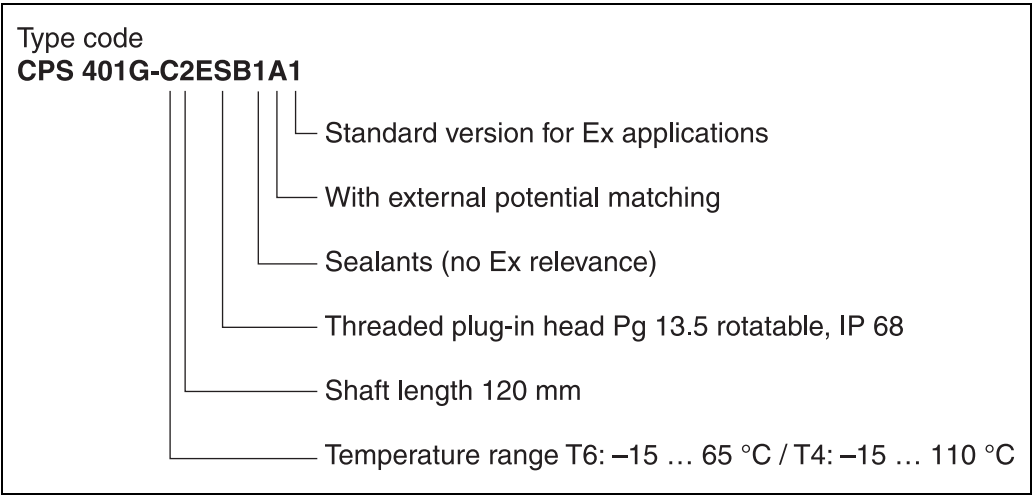 Type code
CPS 401G-C2ESB1A1
Standard version for Ex applications
With external potential matching
Sealants (no Ex relevance)
Threaded plug-in head Pg 13.5 rotatable, IP 68
Shaft length 120 mm
Temperature range T6: –15 … 65 °C / T4: –15 … 110 °C